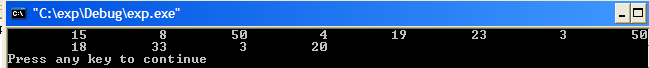 "C:\exp\Debug\exp.exe"
15 8 50 4 19 23 3 50
18 33 3 20
Press any key to continue